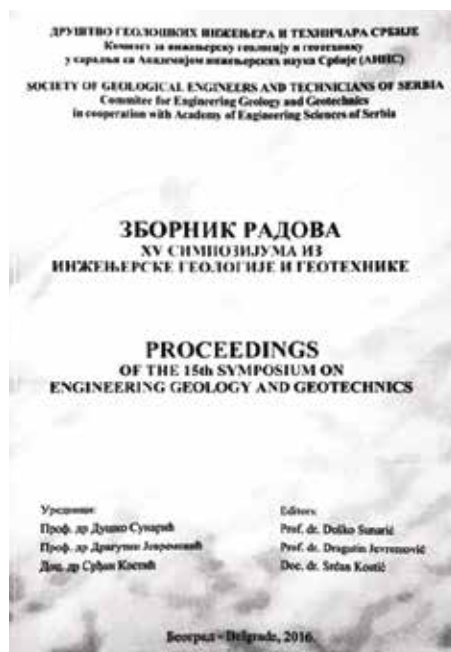 ДРУШТВО ГЕОЛОШКИХ ИНЖЕЊЕРА И ТЕХНИЧАРА СРБИЈЕ
Комитет за инжењерску геологију и геотехнику
у сарадњи са Академијом инжењерских наука Србије (АИНС)
SOCIETY OF GEOLOGICAL ENGINEERS AND TECHNICIANS OF SERBIA
Commitee for Engineering Geology and Geotechnics
in cooperation with Academy of Engineering Sciences of Serbia
ЗБОРНИК РАДОВА
XV СИМПОЗИЈУМА ИЗ
ИНЖЕЊЕРСКЕ ГЕОЛОГИЈЕ И ГЕОТЕХНИКЕ
PROCEEDINGS
OF THE 15th SYMPOSIUM ON
ENGINEERING GEOLOGY AND GEOTECHNICS
Уредници:
Проф. др Душко Сунарић
Проф. др Драгутин Јевремовић
Доц. др Срђан Костић
Editors:
Prof. dr. Duško Sunarić
Prof. dr. Dragutin Jevremović
Doc. dr. Srđan Kostić
Београд - Belgrade, 2016.